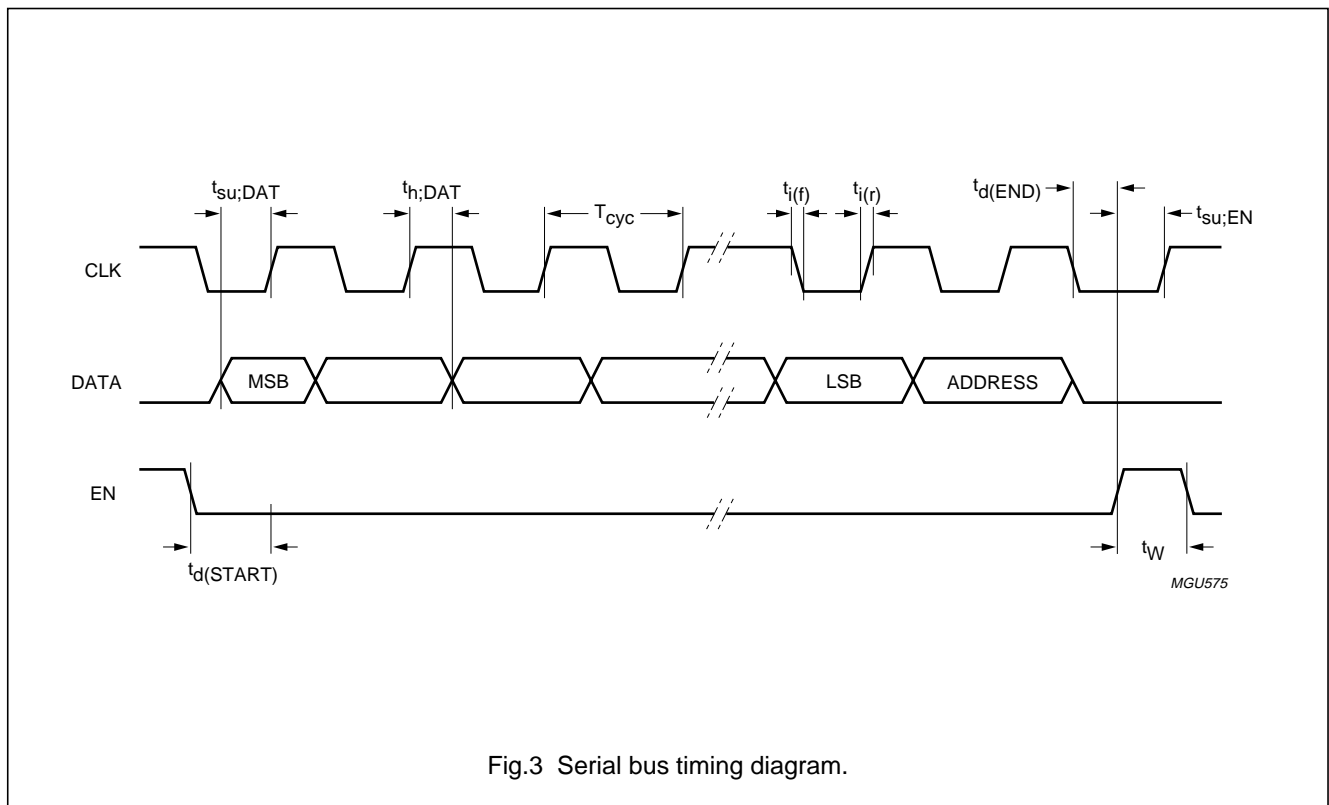 tsu;DAT
th;DAT
Tcyc
ti(f)
ti(r)
td(END)
tsu;EN
CLK
DATA
MSB
LSB
ADDRESS
EN
td(START)
tW
MGU575
Fig.3 Serial bus timing diagram.